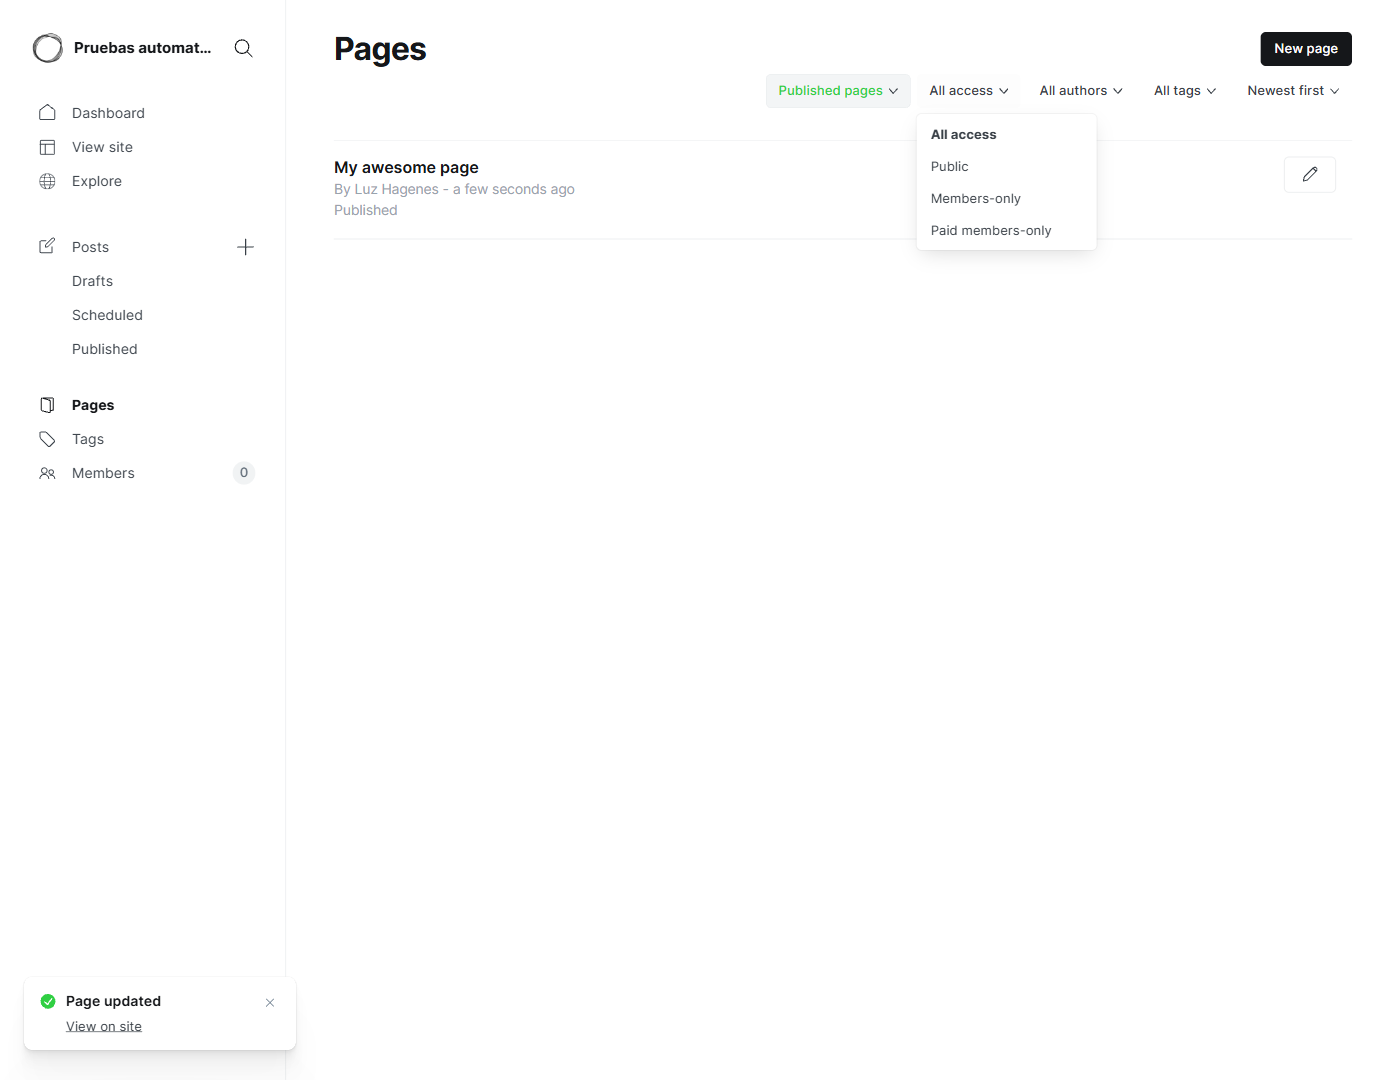 Pruebas automat...
Dashboard
View site
Explore
Posts
Drafts
Scheduled
Published
Pages
Tags
Members 0
Pages
New page
Published pages All access All authors All tags Newest first
All access
Public
Members-only
Paid members-only
My awesome page
By Luz Hagenes - a few seconds ago
Published
Page updated
View on site